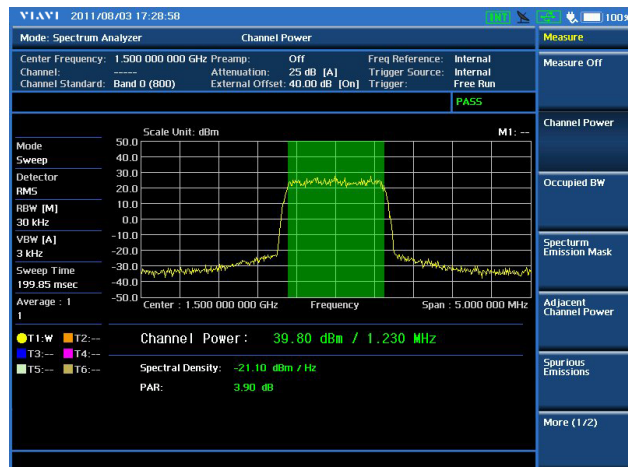 VIAVI 2011/08/03 17:28:58 INT 100%
Mode: Spectrum Analyzer Channel Power Measure
Center Frequency: 1.500 000 000 GHz Preamp: Off Freq Reference: Internal
Channel: ----- Attenuation: 25 dB [A] Trigger Source: Internal
Channel Standard: Band 0 (800) External Offset: 40.00 dB [On] Trigger: Free Run
PASS
Measure Off
Channel Power
Occupied BW
Specturm
Emission Mask
Adjacent
Channel Power
Spurious
Emissions
More (1/2)
Mode
Sweep
Detector
RMS
RBW [M]
30 kHz
VBW [A]
3 kHz
Sweep Time
199.85 msec
Average : 1
1
T1:W T2:--
T3:-- T4:--
T5:-- T6:--
Scale Unit: dBm M1: --
50.0
40.0
30.0
20.0
10.0
0.0
-10.0
-20.0
-30.0
-40.0
-50.0
Center : 1.500 000 000 GHz Frequency Span : 5.000 000 MHz
Channel Power: 39.80 dBm / 1.230 MHz
Spectral Density: -21.10 dBm / Hz
PAR: 3.90 dB